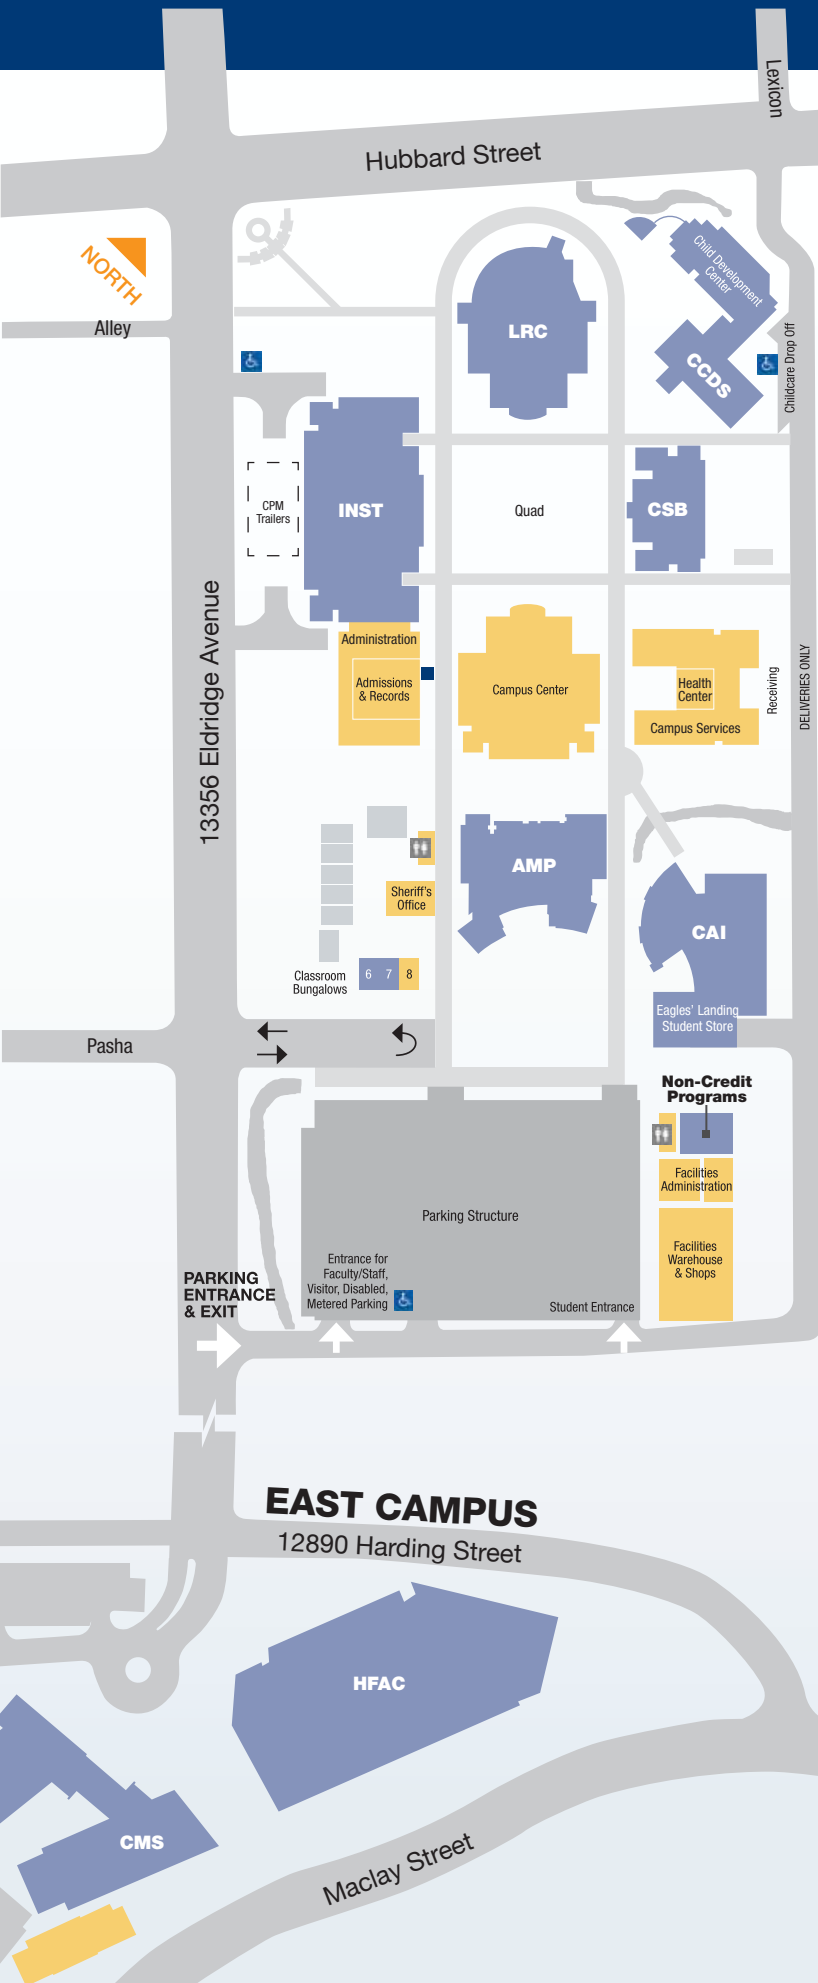 Lexicon
Hubbard Street
NORTH
Child Development
Center
Alley
LRC
CCDS
Childcare Drop Off
INST
CPM
Trailers
Quad
CSB
13356 Eldridge Avenue
Administration
Admissions
& Records
Campus Center
Health
Center
Campus Services
Receiving
DELIVERIES ONLY
AMP
Sheriff's
Office
CAI
Classroom
Bungalows
6 7 8
Eagles' Landing
Student Store
Pasha
Non-Credit
Programs
Facilities
Administration
Parking Structure
Facilities
Warehouse
& Shops
Entrance for
Faculty/Staff,
Visitor, Disabled,
Metered Parking
Student Entrance
PARKING
ENTRANCE
& EXIT
EAST CAMPUS
12890 Harding Street
HFAC
CMS
Maclay Street